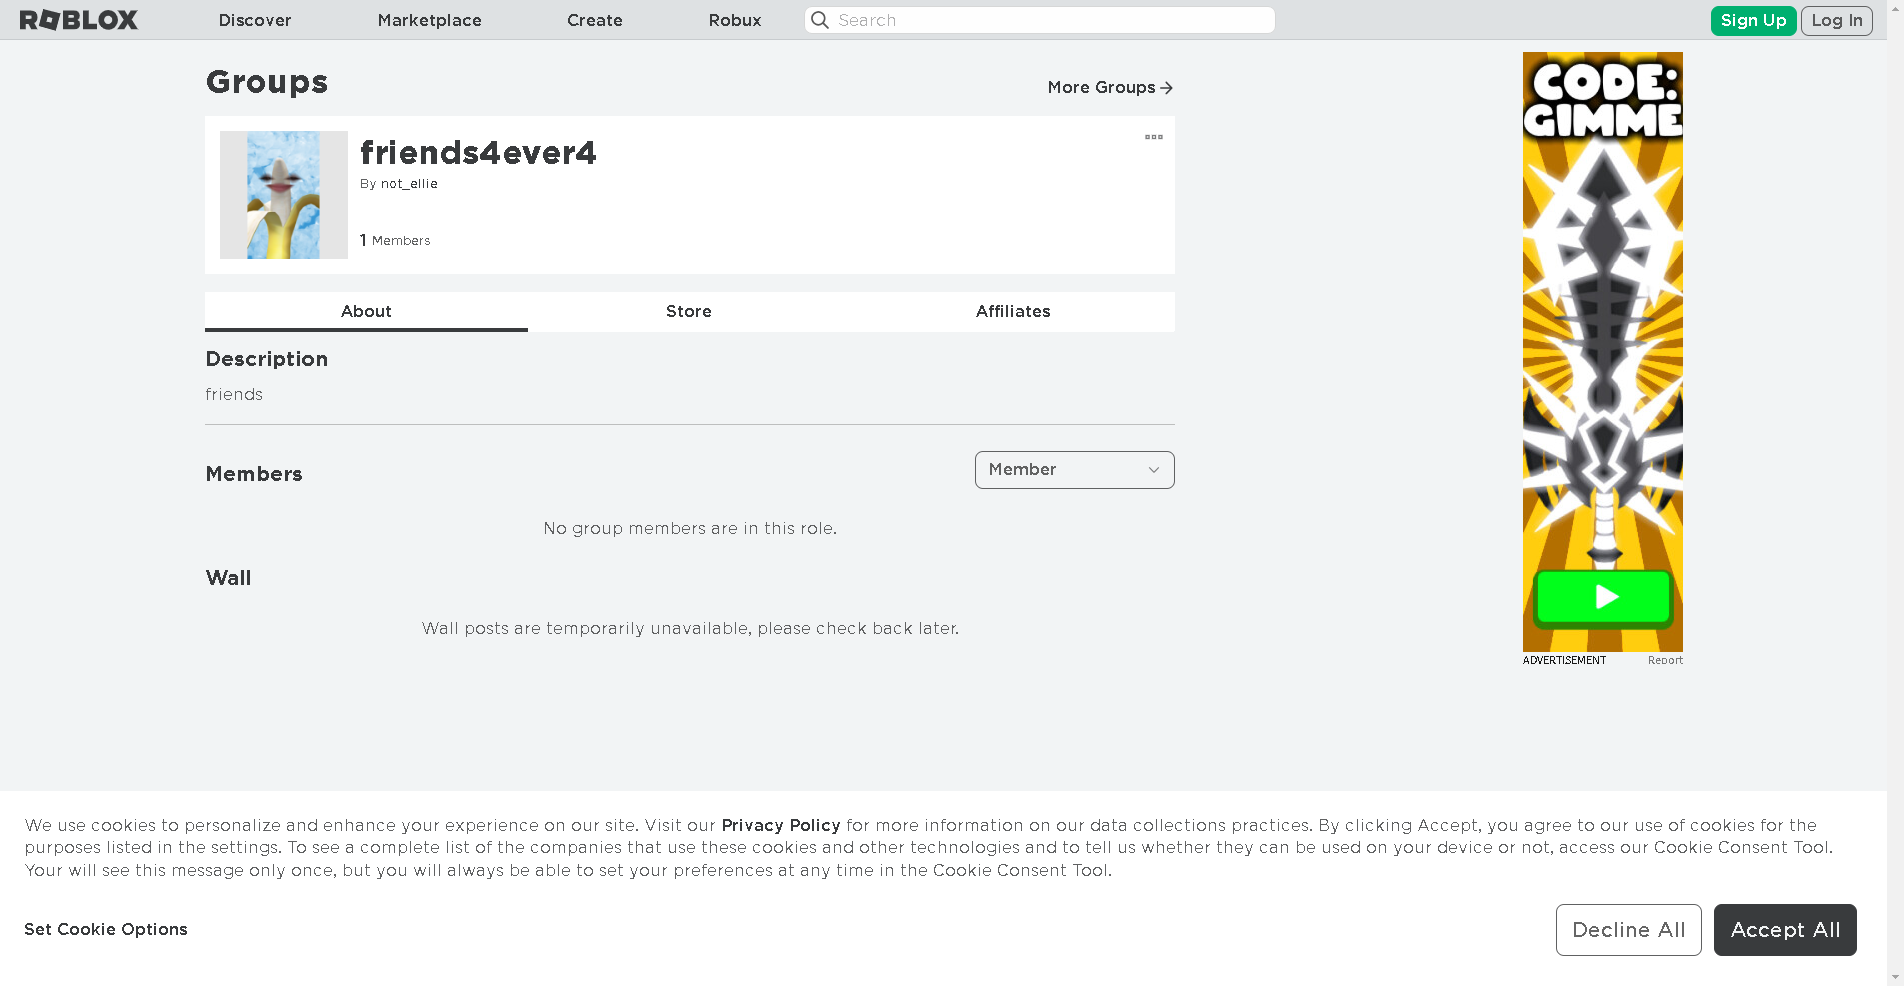 ROBLOX Discover Marketplace Create Robux Search Sign Up Log In
Groups
More Groups
friends4ever4
By not_ellie
1 Members
About Store Affiliates
Description
friends
Members
Member
No group members are in this role.
Wall
Wall posts are temporarily unavailable, please check back later.
CODE:
GIMME
ADVERTISEMENT Report
We use cookies to personalize and enhance your experience on our site. Visit our Privacy Policy for more information on our data collections practices. By clicking Accept, you agree to our use of cookies for the
purposes listed in the settings. To see a complete list of the companies that use these cookies and other technologies and to tell us whether they can be used on your device or not, access our Cookie Consent Tool.
Your will see this message only once, but you will always be able to set your preferences at any time in the Cookie Consent Tool.
Set Cookie Options
Decline All
Accept All